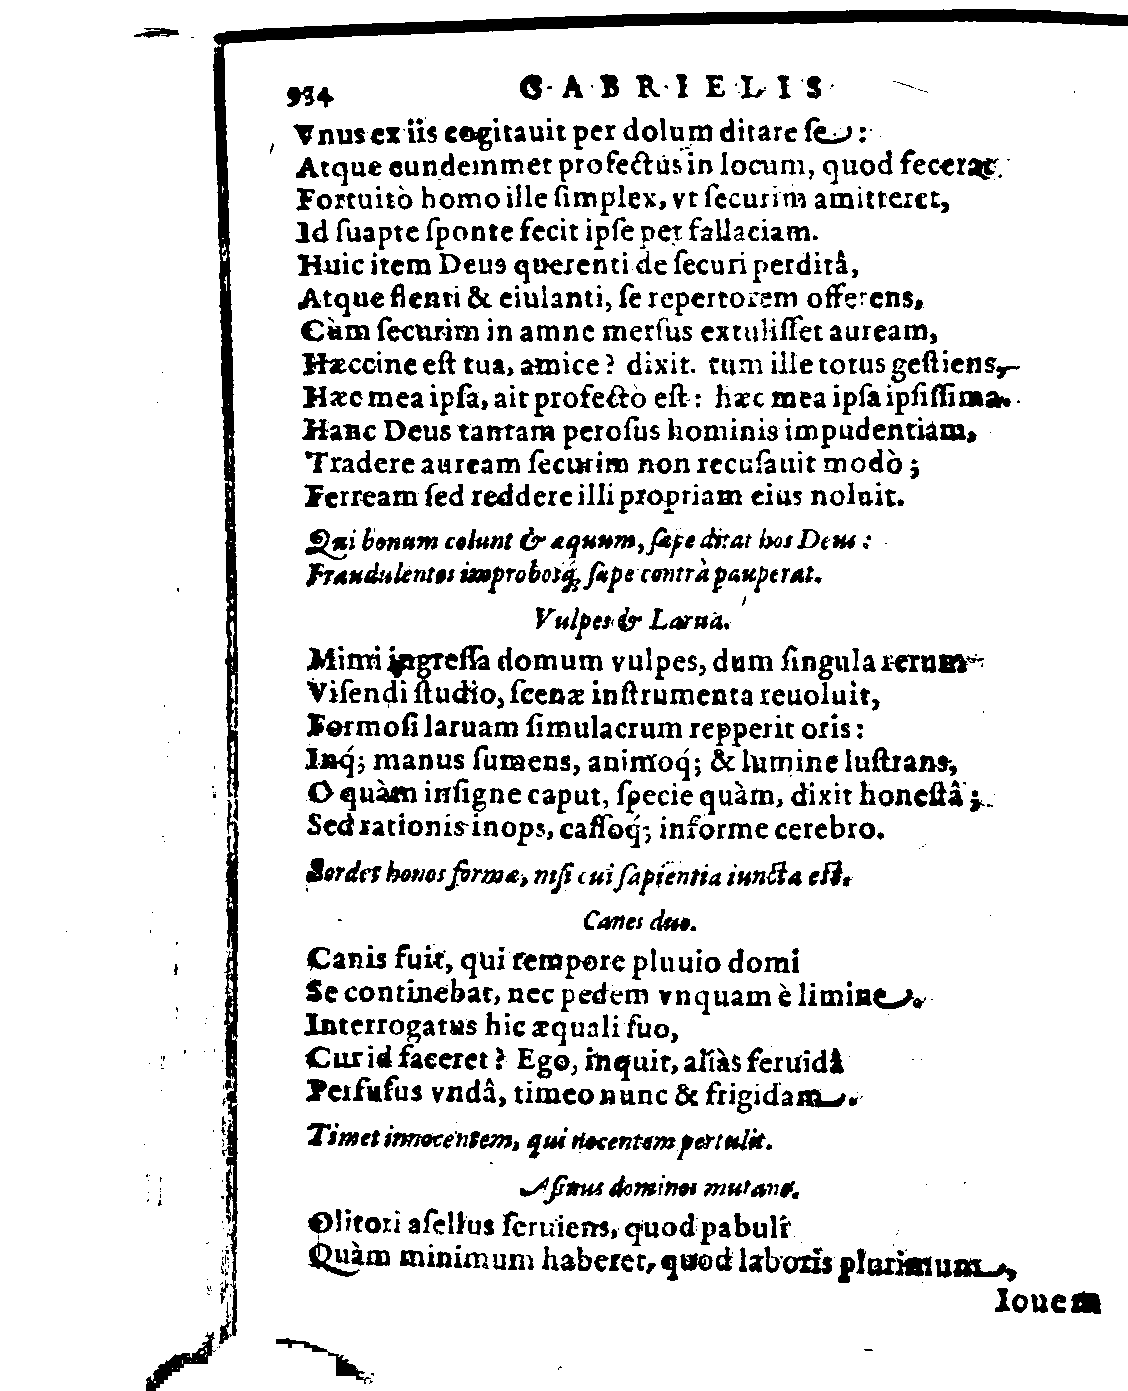 934 GABRIELIS
Vnus ex iis cogitauit per dolum ditare ſe:
Atque eundemmet profectus in locum, quod fecerat
Fortuitò homo ille ſimplex, vt ſecurim amitteret,
Id ſuapte ſponte fecit ipſe per fallaciam.
Huic item Deus querenti de ſecuri perditâ,
Atque flenti & eiulanti, ſe repertorem offerens,
Cùm ſecurim in amne merſus extuliſſet auream,
Hæccine eſt tua, amice? dixit. tum ille totus geſtiens,
Hæc mea ipſa, ait profectò eſt: hæc mea ipſa ipſiſſima.
Hanc Deus tantam peroſus hominis impudentiam,
Tradere auream ſecurim non recuſauit modò;
Ferream ſed reddere illi propriam eius noluit.
Qui bonum colunt & æquum, ſæpe ditat hos Deus:
Fraudulentos improbosq́; ſæpe contrà pauperat.
Vulpes & Larua.
Mimi ingreſſa domum vulpes, dum ſingula rerum
Viſendi ſtudio, ſcenæ inſtrumenta reuoluit,
Formoſi laruam ſimulacrum repperit oris:
Inq́; manus ſumens, animoq́; & lumine luſtrans,
O quàm inſigne caput, ſpecie quàm, dixit honeſtâ;
Sed rationis inops, caſſoq́; informe cerebro.
Sordet honos formæ, niſi cui ſapientia iuncta eſt.
Canes duo.
Canis fuit, qui tempore pluuio domi
Se continebat, nec pedem vnquam è limine.
Interrogatus hic æquali ſuo,
Cur id faceret? Ego, inquit, aliàs feruidâ
Perfuſus vndâ, timeo nunc & frigidam.
Timet innocentem, qui nocentem pertulit.
Aſinus dominos mutans.
Olitori aſellus ſeruiens, quod pabuli
Quàm minimum haberet, quod laboris plurimum,
Iouem